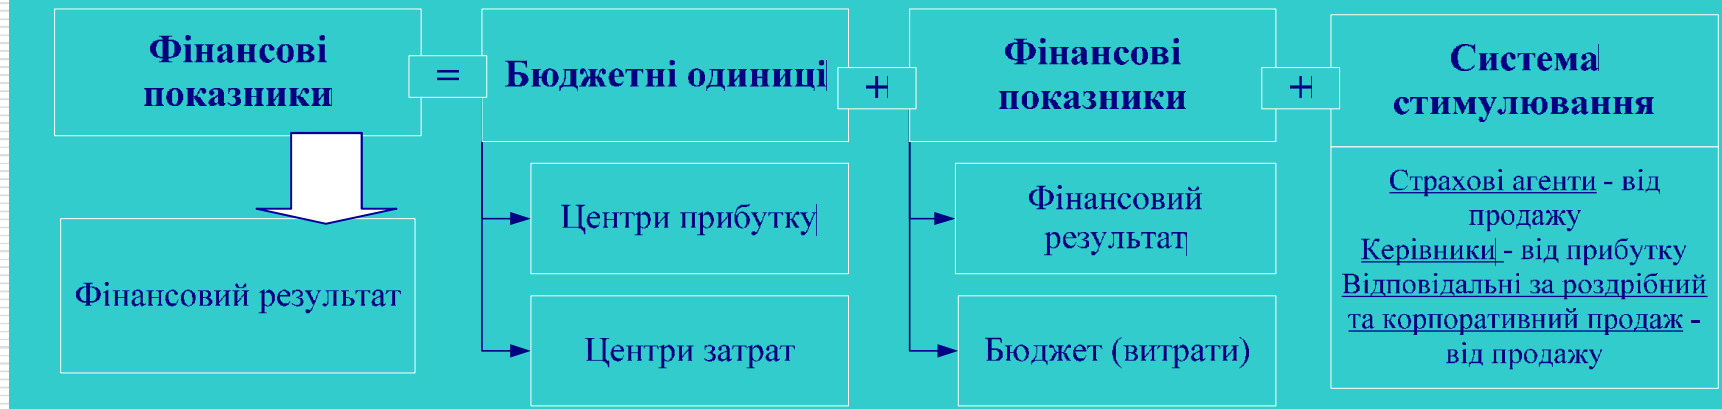 Фінансові
показники
=
Бюджетні одиниці
+
Фінансові
показники
+
Система
стимулювання
Фінансовий результат
Центри прибутку
Центри затрат
Фінансовий
результат
Бюджет (витрати)
Страхові агенти - від
продажу
Керівники - від прибутку
Відповідальні за роздрібний
та корпоративний продаж -
від продажу